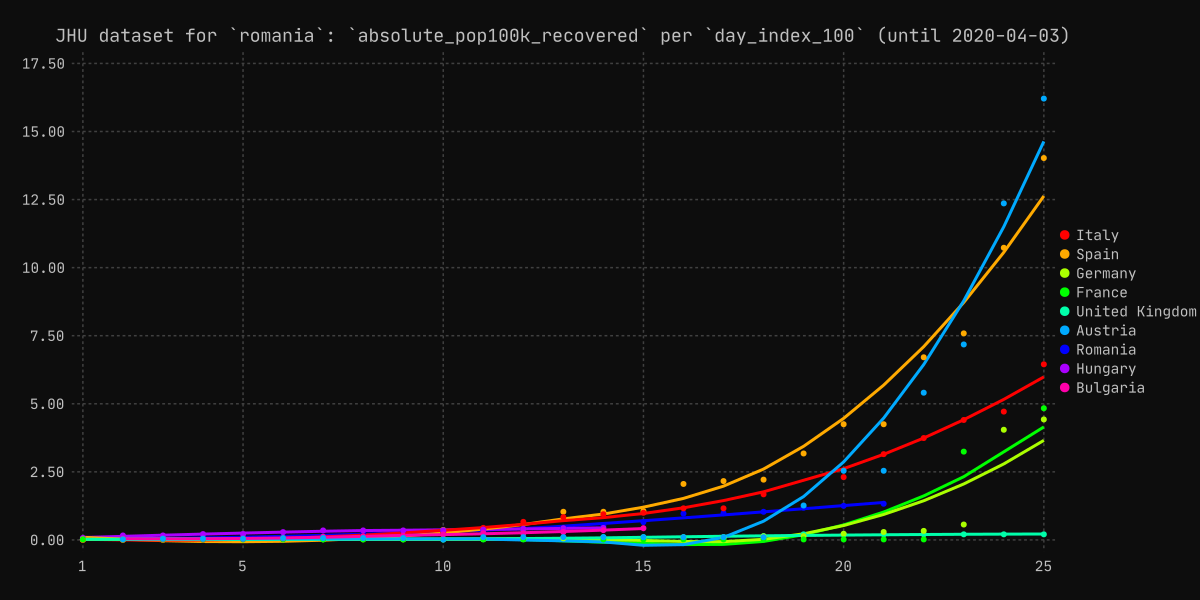 JHU dataset for `romania`: `absolute_pop100k_recovered` per `day_index_100` (until 2020-04-03)
17.50
15.00
12.50
10.00
7.50
5.00
2.50
0.00
1 5 10 15 20 25
Italy
Spain
Germany
France
United Kingdom
Austria
Romania
Hungary
Bulgaria